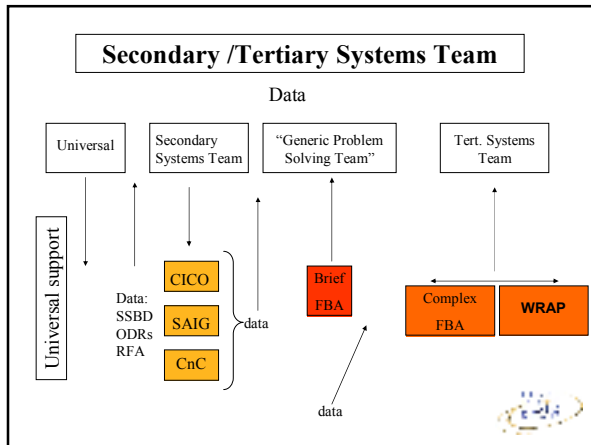 Secondary /Tertiary Systems Team
Data
Universal
Secondary
Systems Team
“Generic Problem
Solving Team”
Tert. Systems
Team
Universal support
Data:
SSBD
ODRs
RFA
CICO
SAIG
CnC
data
Brief
FBA
data
Complex
FBA
WRAP